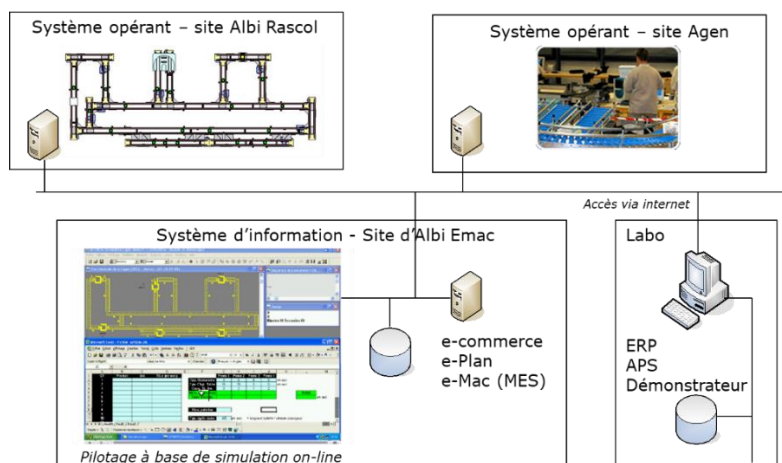 Système opérant – site Albi Rascol
Système opérant – site Agen
Accès via internet
Système d'information - Site d'Albi Emac
Labo
e-commerce
e-Plan
e-Mac (MES)
ERP
APS
Démonstrateur
Pilotage à base de simulation on-line